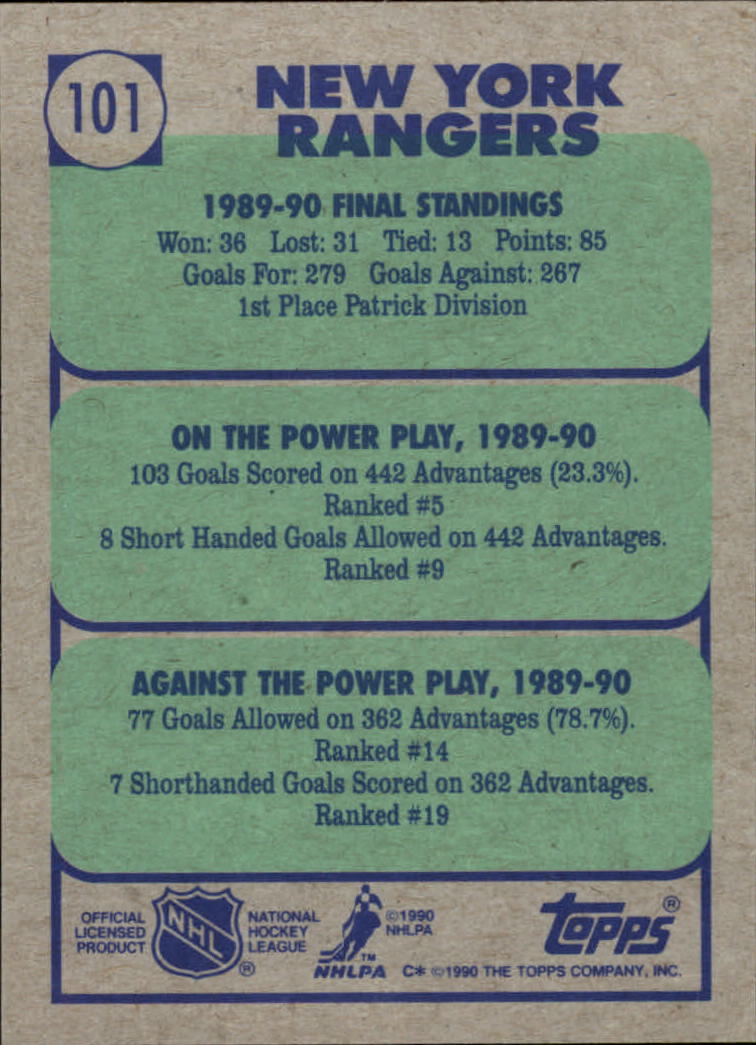 101
NEW YORK
RANGERS
1989-90 FINAL STANDINGS
Won: 36 Lost: 31 Tied: 13 Points: 85
Goals For: 279 Goals Against: 267
1st Place Patrick Division
ON THE POWER PLAY, 1989-90
103 Goals Scored on 442 Advantages (23.3%).
Ranked #5
8 Short Handed Goals Allowed on 442 Advantages.
Ranked #9
AGAINST THE POWER PLAY, 1989-90
77 Goals Allowed on 362 Advantages (78.7%).
Ranked #14
7 Shorthanded Goals Scored on 362 Advantages.
Ranked #19
OFFICIAL
LICENSED
PRODUCT
NHL
NATIONAL
HOCKEY
LEAGUE
®
©1990
NHLPA
TM
NHLPA
topps®
C* ©1990 THE TOPPS COMPANY, INC.